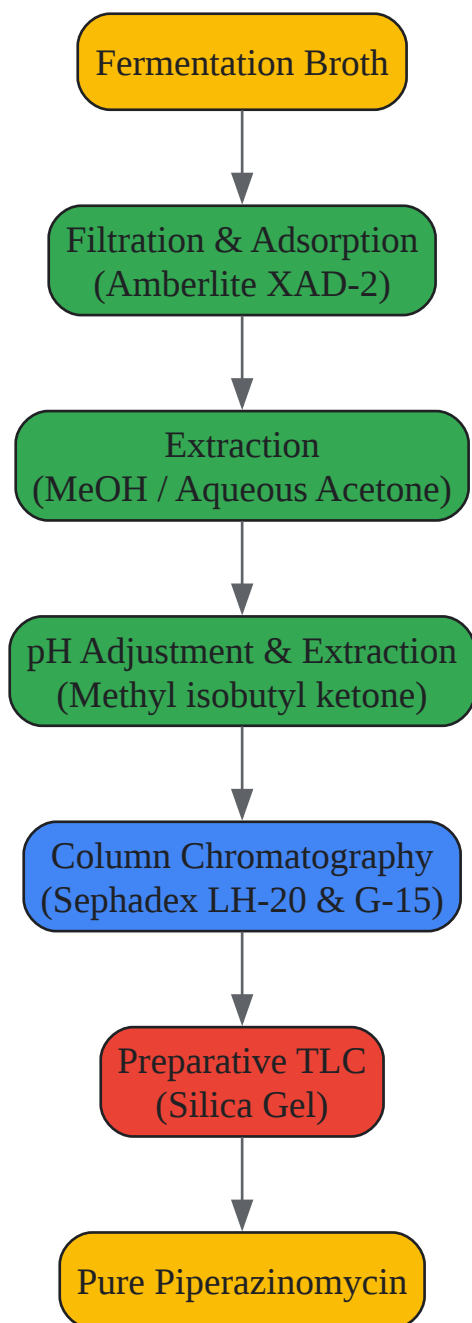 Fermentation Broth
Filtration & Adsorption
(Amberlite XAD-2)
Extraction
(MeOH / Aqueous Acetone)
pH Adjustment & Extraction
(Methyl isobutyl ketone)
Column Chromatography
(Sephadex LH-20 & G-15)
Preparative TLC
(Silica Gel)
Pure Piperazinomycin